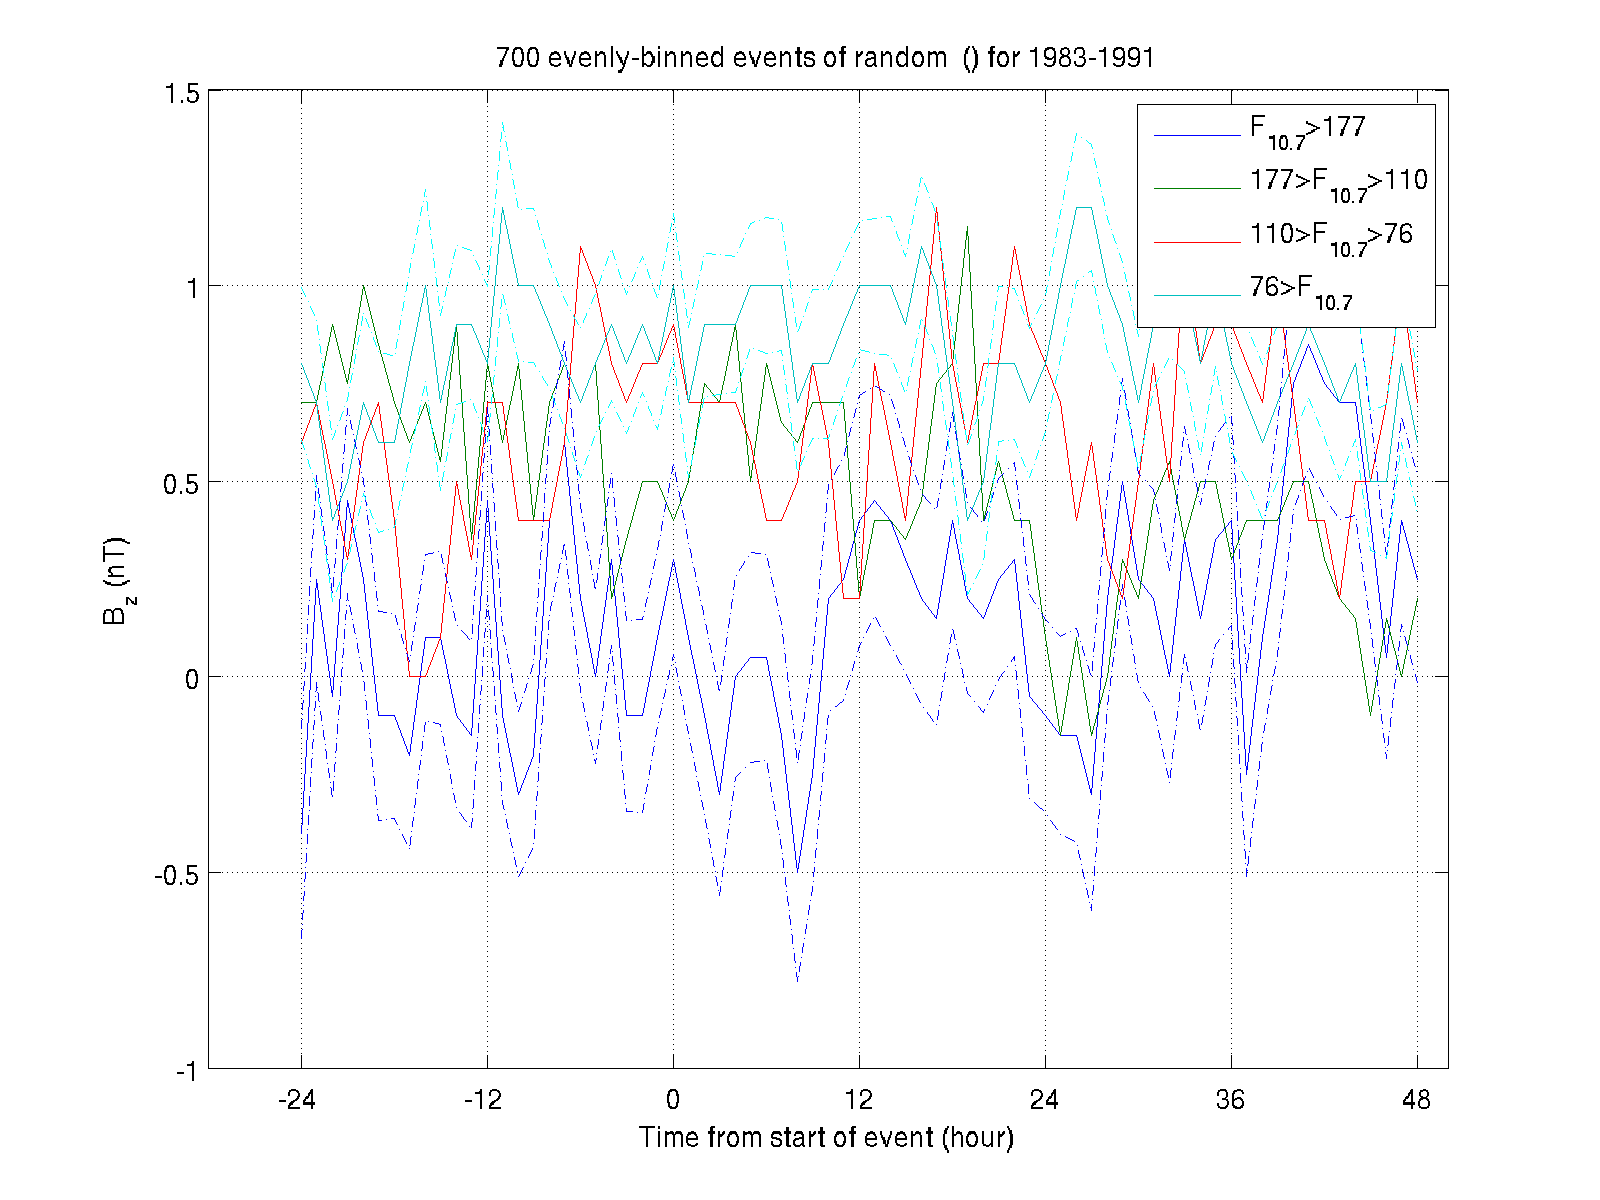 700 evenly-binned events of random () for 1983-1991
1.5
1
0.5
0
-0.5
-1
B_z (nT)
F_10.7>177
177>F_10.7>110
110>F_10.7>76
76>F_10.7
-24 -12 0 12 24 36 48
Time from start of event (hour)